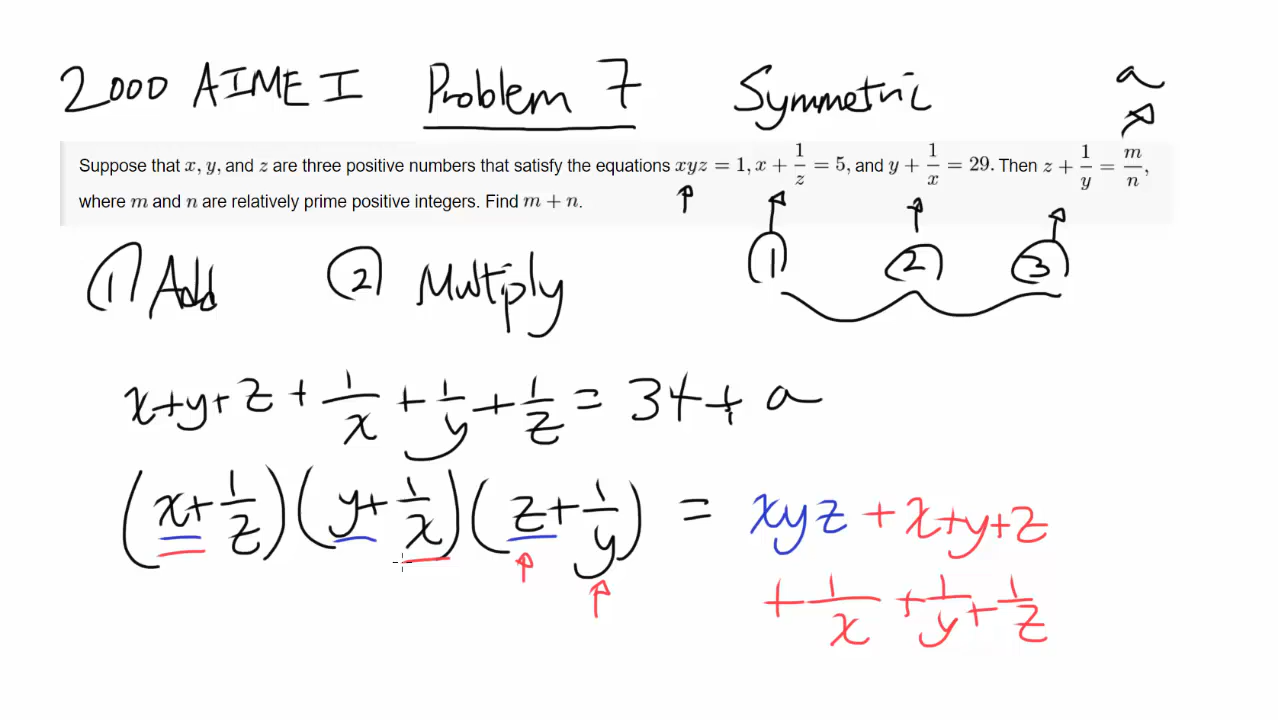 2000 AIME I Problem 7 Symmetric a
Suppose that x, y, and z are three positive numbers that satisfy the equations xyz = 1, x + 1/z = 5, and y + 1/x = 29. Then z + 1/y = m/n,
where m and n are relatively prime positive integers. Find m + n.
① ② ③
① Add ② Multiply
x+y+z+1/x+1/y+1/z = 34+a
(x+1/z)(y+1/x)(z+1/y) = xyz+x+y+z
+1/x+1/y+1/z